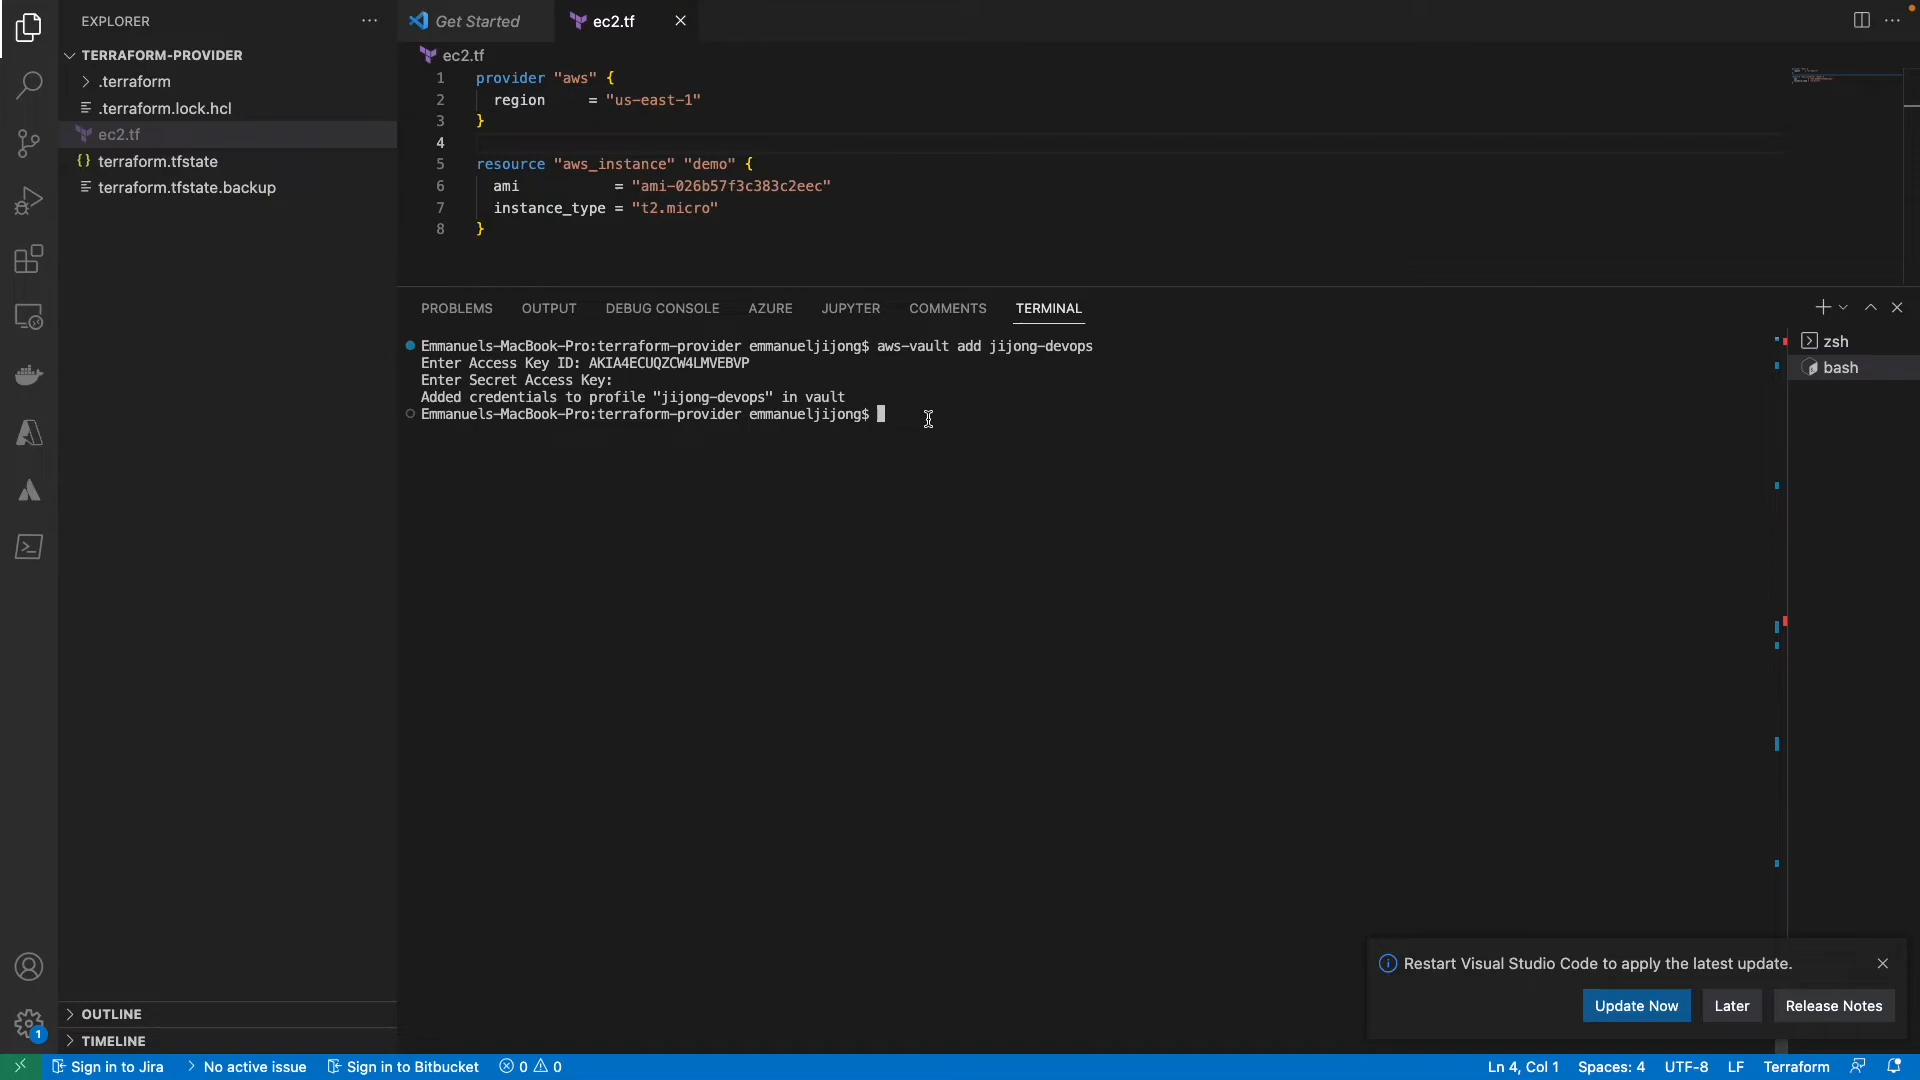 EXPLORER
TERRAFORM-PROVIDER
.terraform
.terraform.lock.hcl
ec2.tf
terraform.tfstate
terraform.tfstate.backup
OUTLINE
TIMELINE
Get Started
ec2.tf
ec2.tf
1 provider "aws" {
2 region = "us-east-1"
3 }
4
5 resource "aws_instance" "demo" {
6 ami = "ami-026b57f3c383c2eec"
7 instance_type = "t2.micro"
8 }
PROBLEMS OUTPUT DEBUG CONSOLE AZURE JUPYTER COMMENTS TERMINAL
Emmanuels-MacBook-Pro:terraform-provider emmanueljijong$ aws-vault add jijong-devops
Enter Access Key ID: AKIA4ECUQZCW4LMVEBVP
Enter Secret Access Key:
Added credentials to profile "jijong-devops" in vault
Emmanuels-MacBook-Pro:terraform-provider emmanueljijong$
zsh
bash
Restart Visual Studio Code to apply the latest update.
Update Now Later Release Notes
1
Sign in to Jira No active issue Sign in to Bitbucket 0 0 Ln 4, Col 1 Spaces: 4 UTF-8 LF Terraform